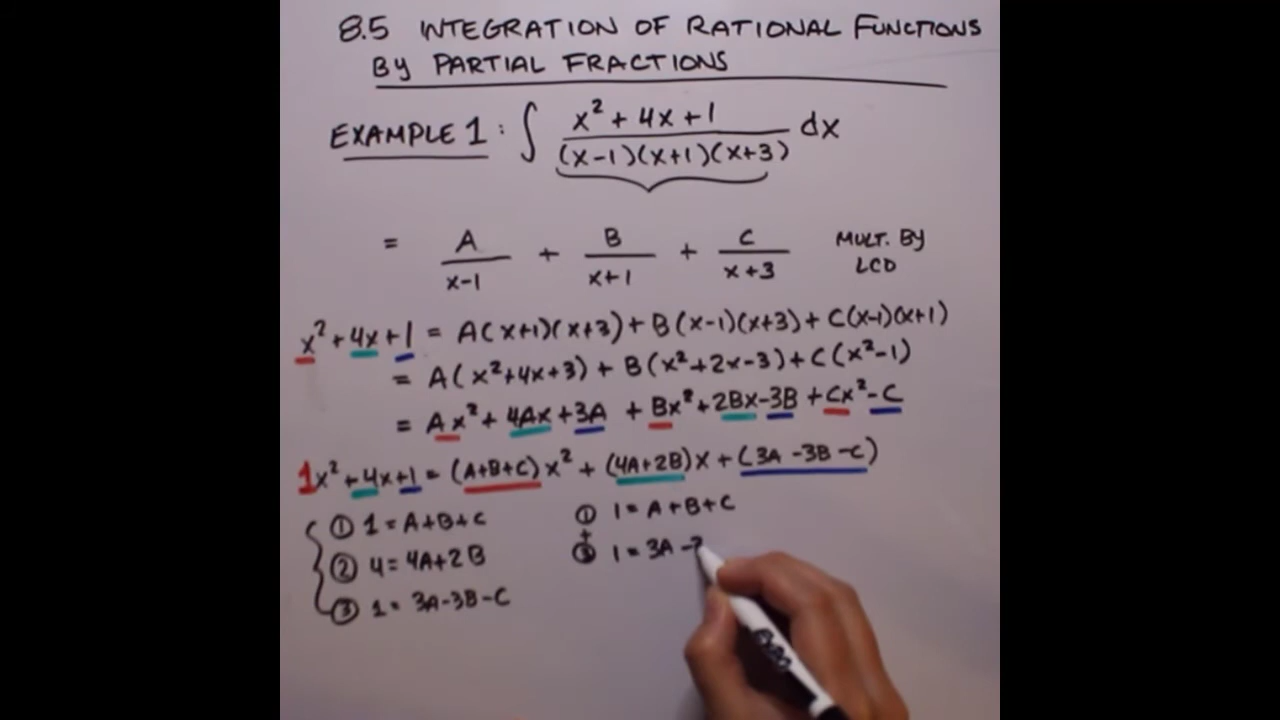 8.5 INTEGRATION OF RATIONAL FUNCTIONS
BY PARTIAL FRACTIONS
EXAMPLE 1: ∫ (x² + 4x + 1) / ((x-1)(x+1)(x+3)) dx
= A/(x-1) + B/(x+1) + C/(x+3) MULT. BY
LCD
x² + 4x + 1 = A(x+1)(x+3) + B(x-1)(x+3) + C(x-1)(x+1)
= A(x²+4x+3) + B(x²+2x-3) + C(x²-1)
= Ax² + 4Ax + 3A + Bx² + 2Bx - 3B + Cx² - C
1x² + 4x + 1 = (A+B+C)x² + (4A+2B)x + (3A-3B-C)
① 1 = A+B+C ① 1 = A+B+C
+
② 4 = 4A+2B ③ 1 = 3A -
③ 1 = 3A-3B-C
EXPO